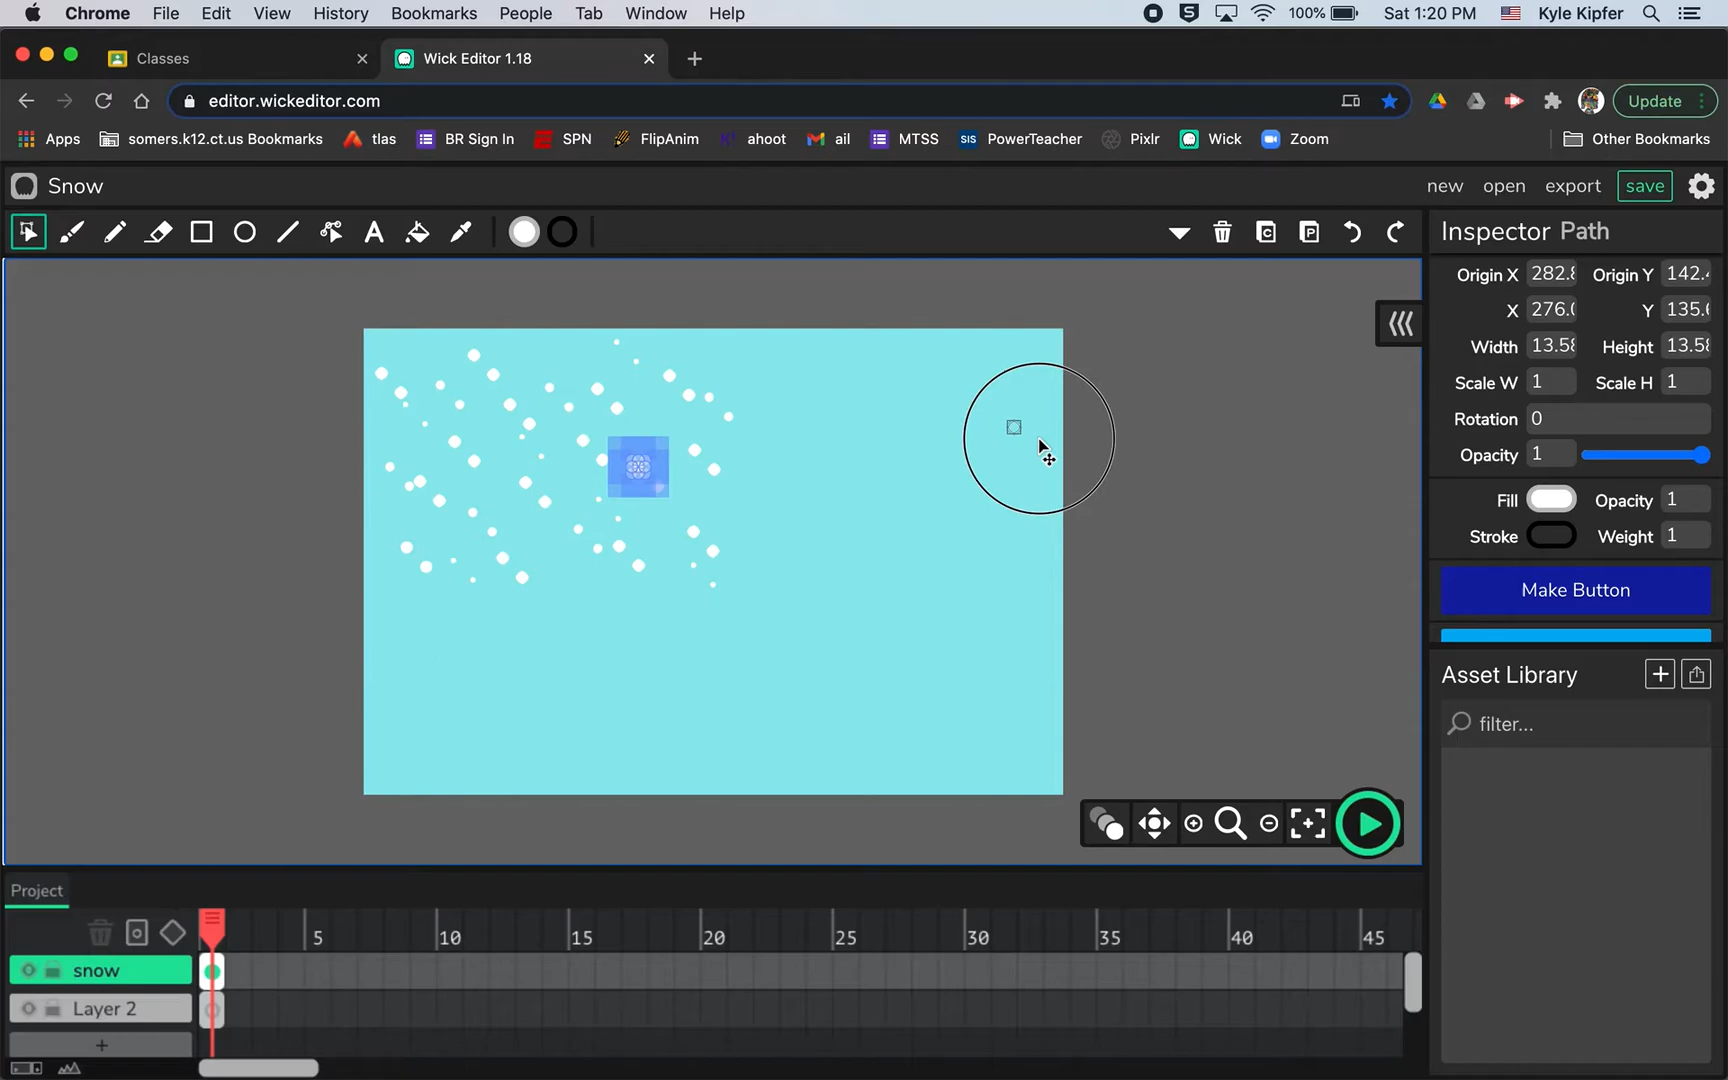 Chrome File Edit View History Bookmarks People Tab Window Help 100% Sat 1:20 PM Kyle Kipfer
Classes Wick Editor 1.18
editor.wickeditor.com Update
Apps somers.k12.ct.us Bookmarks tlas BR Sign In SPN FlipAnim ahoot ail MTSS SIS PowerTeacher Pixlr Wick Zoom Other Bookmarks
Snow new open export save
Inspector Path
Origin X 282.8 Origin Y 142.4
X 276.0 Y 135.6
Width 13.58 Height 13.58
Scale W 1 Scale H 1
Rotation 0
Opacity 1
Fill Opacity 1
Stroke Weight 1
Make Button
Asset Library
filter...
Project
5 10 15 20 25 30 35 40 45
snow
Layer 2